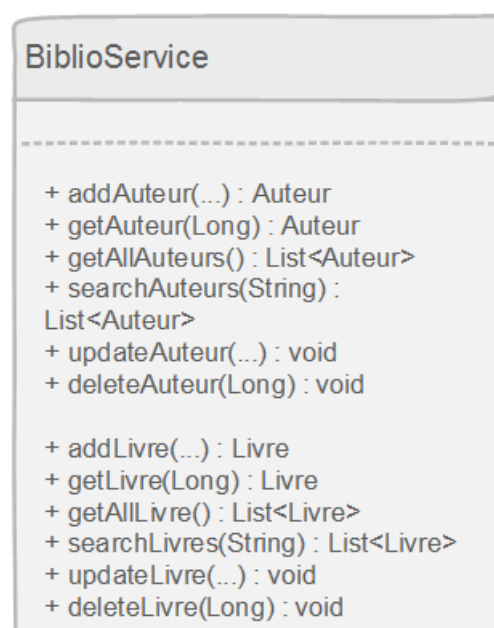 BiblioService
+ addAuteur(...) : Auteur
+ getAuteur(Long) : Auteur
+ getAllAuteurs() : List<Auteur>
+ searchAuteurs(String) :
List<Auteur>
+ updateAuteur(...) : void
+ deleteAuteur(Long) : void
+ addLivre(...) : Livre
+ getLivre(Long) : Livre
+ getAllLivre() : List<Livre>
+ searchLivres(String) : List<Livre>
+ updateLivre(...) : void
+ deleteLivre(Long) : void